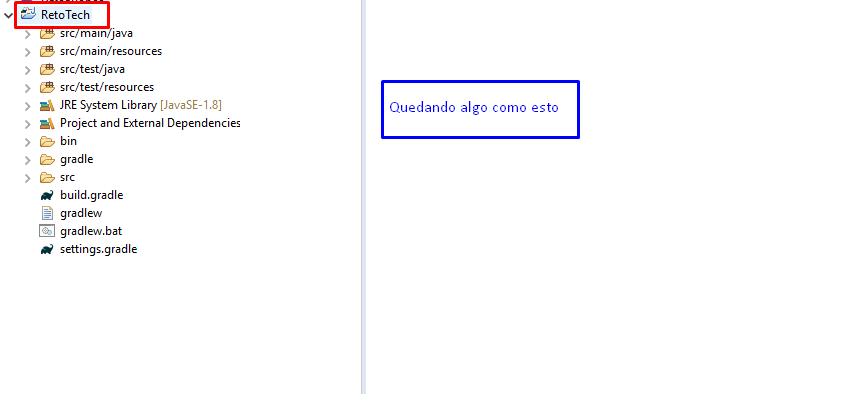 RetoTech
src/main/java
src/main/resources
src/test/java
src/test/resources
JRE System Library [JavaSE-1.8]
Project and External Dependencies
bin
gradle
src
build.gradle
gradlew
gradlew.bat
settings.gradle
Quedando algo como esto